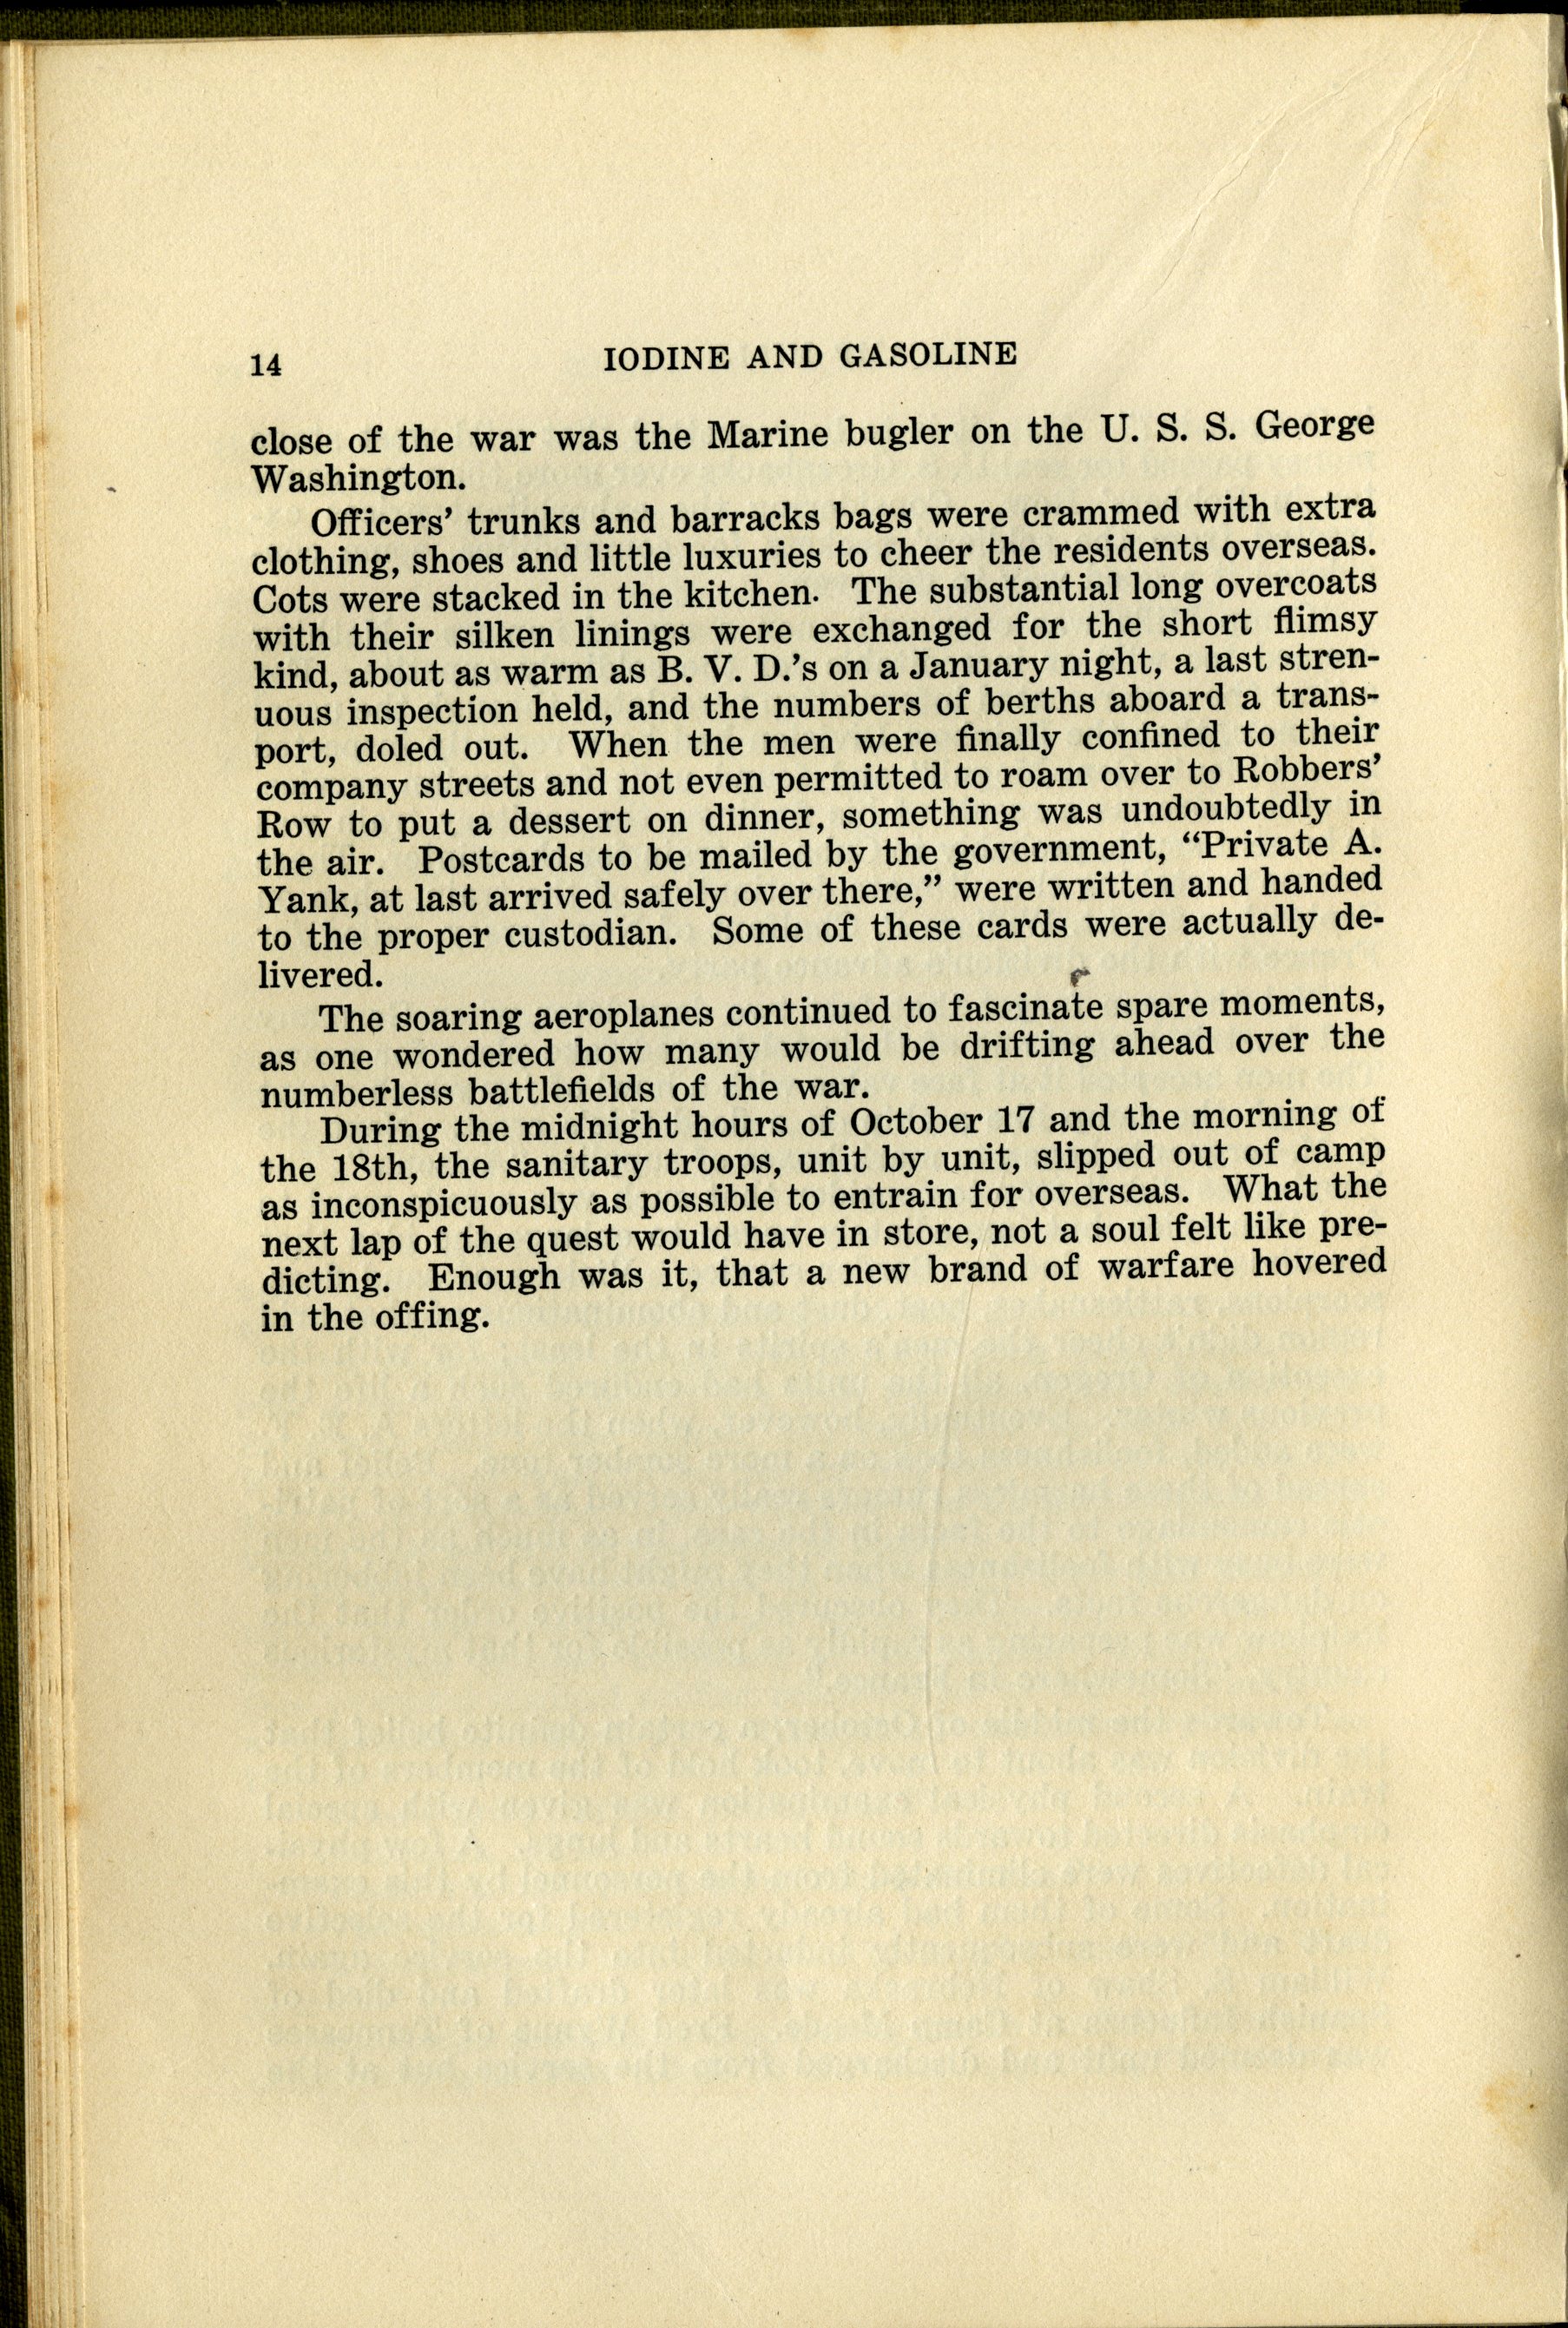 14
IODINE AND GASOLINE
close of the war was the Marine bugler on the U. S. S. George
Washington.
Officers' trunks and barracks bags were crammed with extra
clothing, shoes and little luxuries to cheer the residents overseas.
Cots were stacked in the kitchen. The substantial long overcoats
with their silken linings were exchanged for the short flimsy
kind, about as warm as B. V. D.'s on a January night, a last stren-
uous inspection held, and the numbers of berths aboard a trans-
port, doled out. When the men were finally confined to their
company streets and not even permitted to roam over to Robbers'
Row to put a dessert on dinner, something was undoubtedly in
the air. Postcards to be mailed by the government, “Private A.
Yank, at last arrived safely over there,” were written and handed
to the proper custodian. Some of these cards were actually de-
livered.
The soaring aeroplanes continued to fascinate spare moments,
as one wondered how many would be drifting ahead over the
numberless battlefields of the war.
During the midnight hours of October 17 and the morning of
the 18th, the sanitary troops, unit by unit, slipped out of camp
as inconspicuously as possible to entrain for overseas. What the
next lap of the quest would have in store, not a soul felt like pre-
dicting. Enough was it, that a new brand of warfare hovered
in the offing.